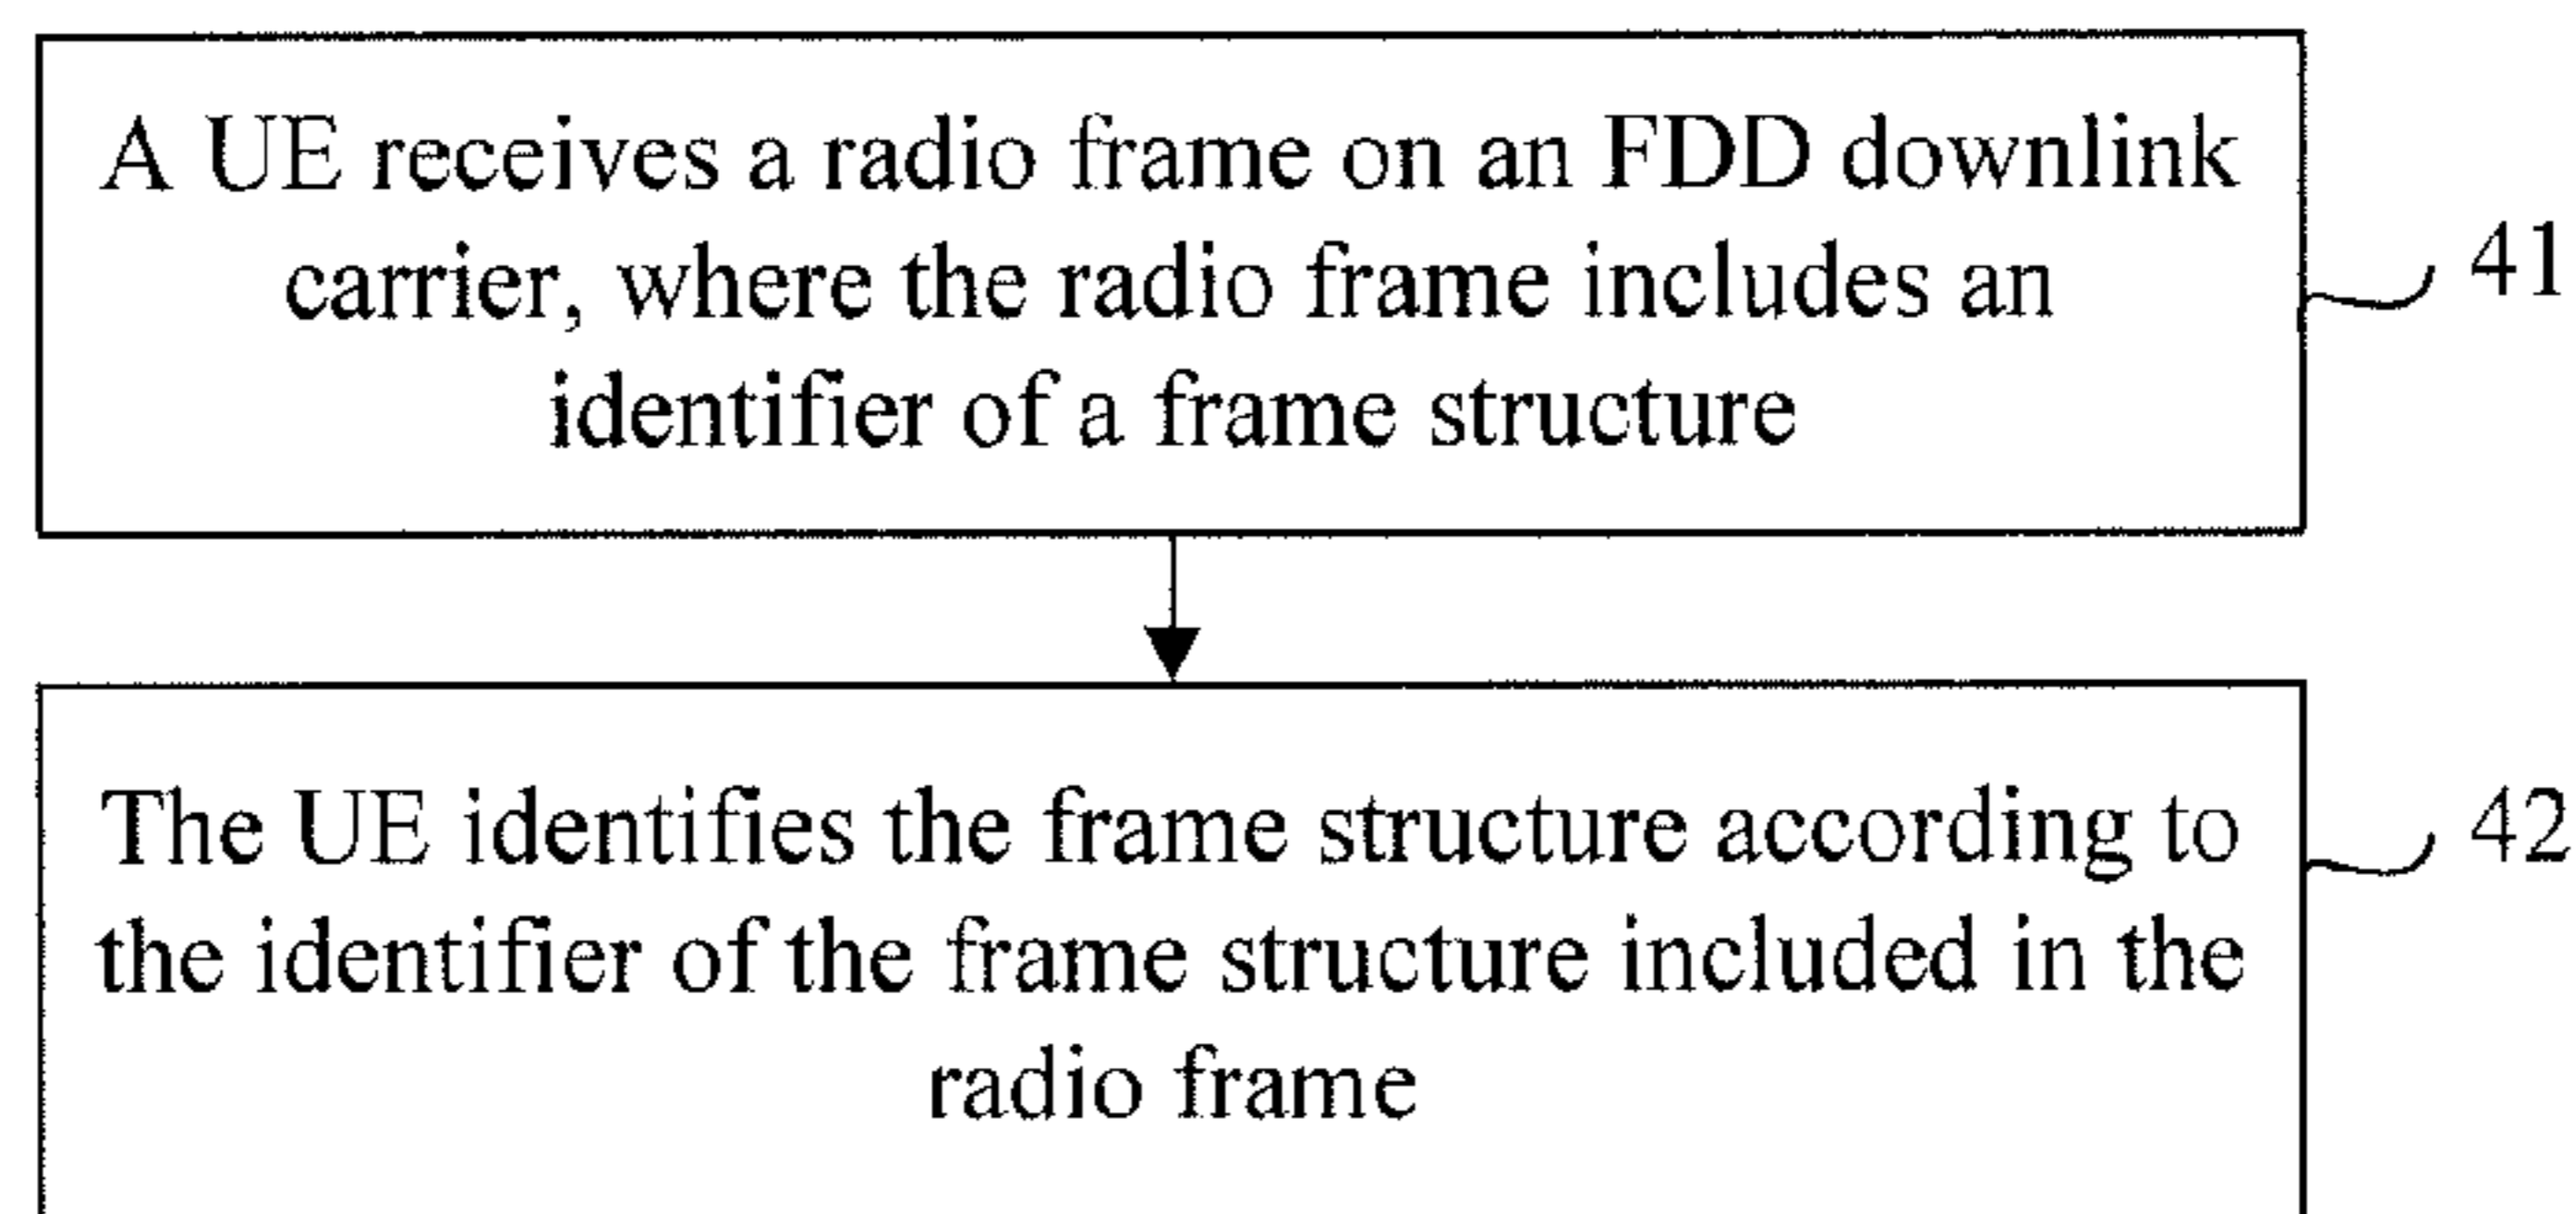 A UE receives a radio frame on an FDD downlink
carrier, where the radio frame includes an
identifier of a frame structure
41
The UE identifies the frame structure according to
the identifier of the frame structure included in the
radio frame
42